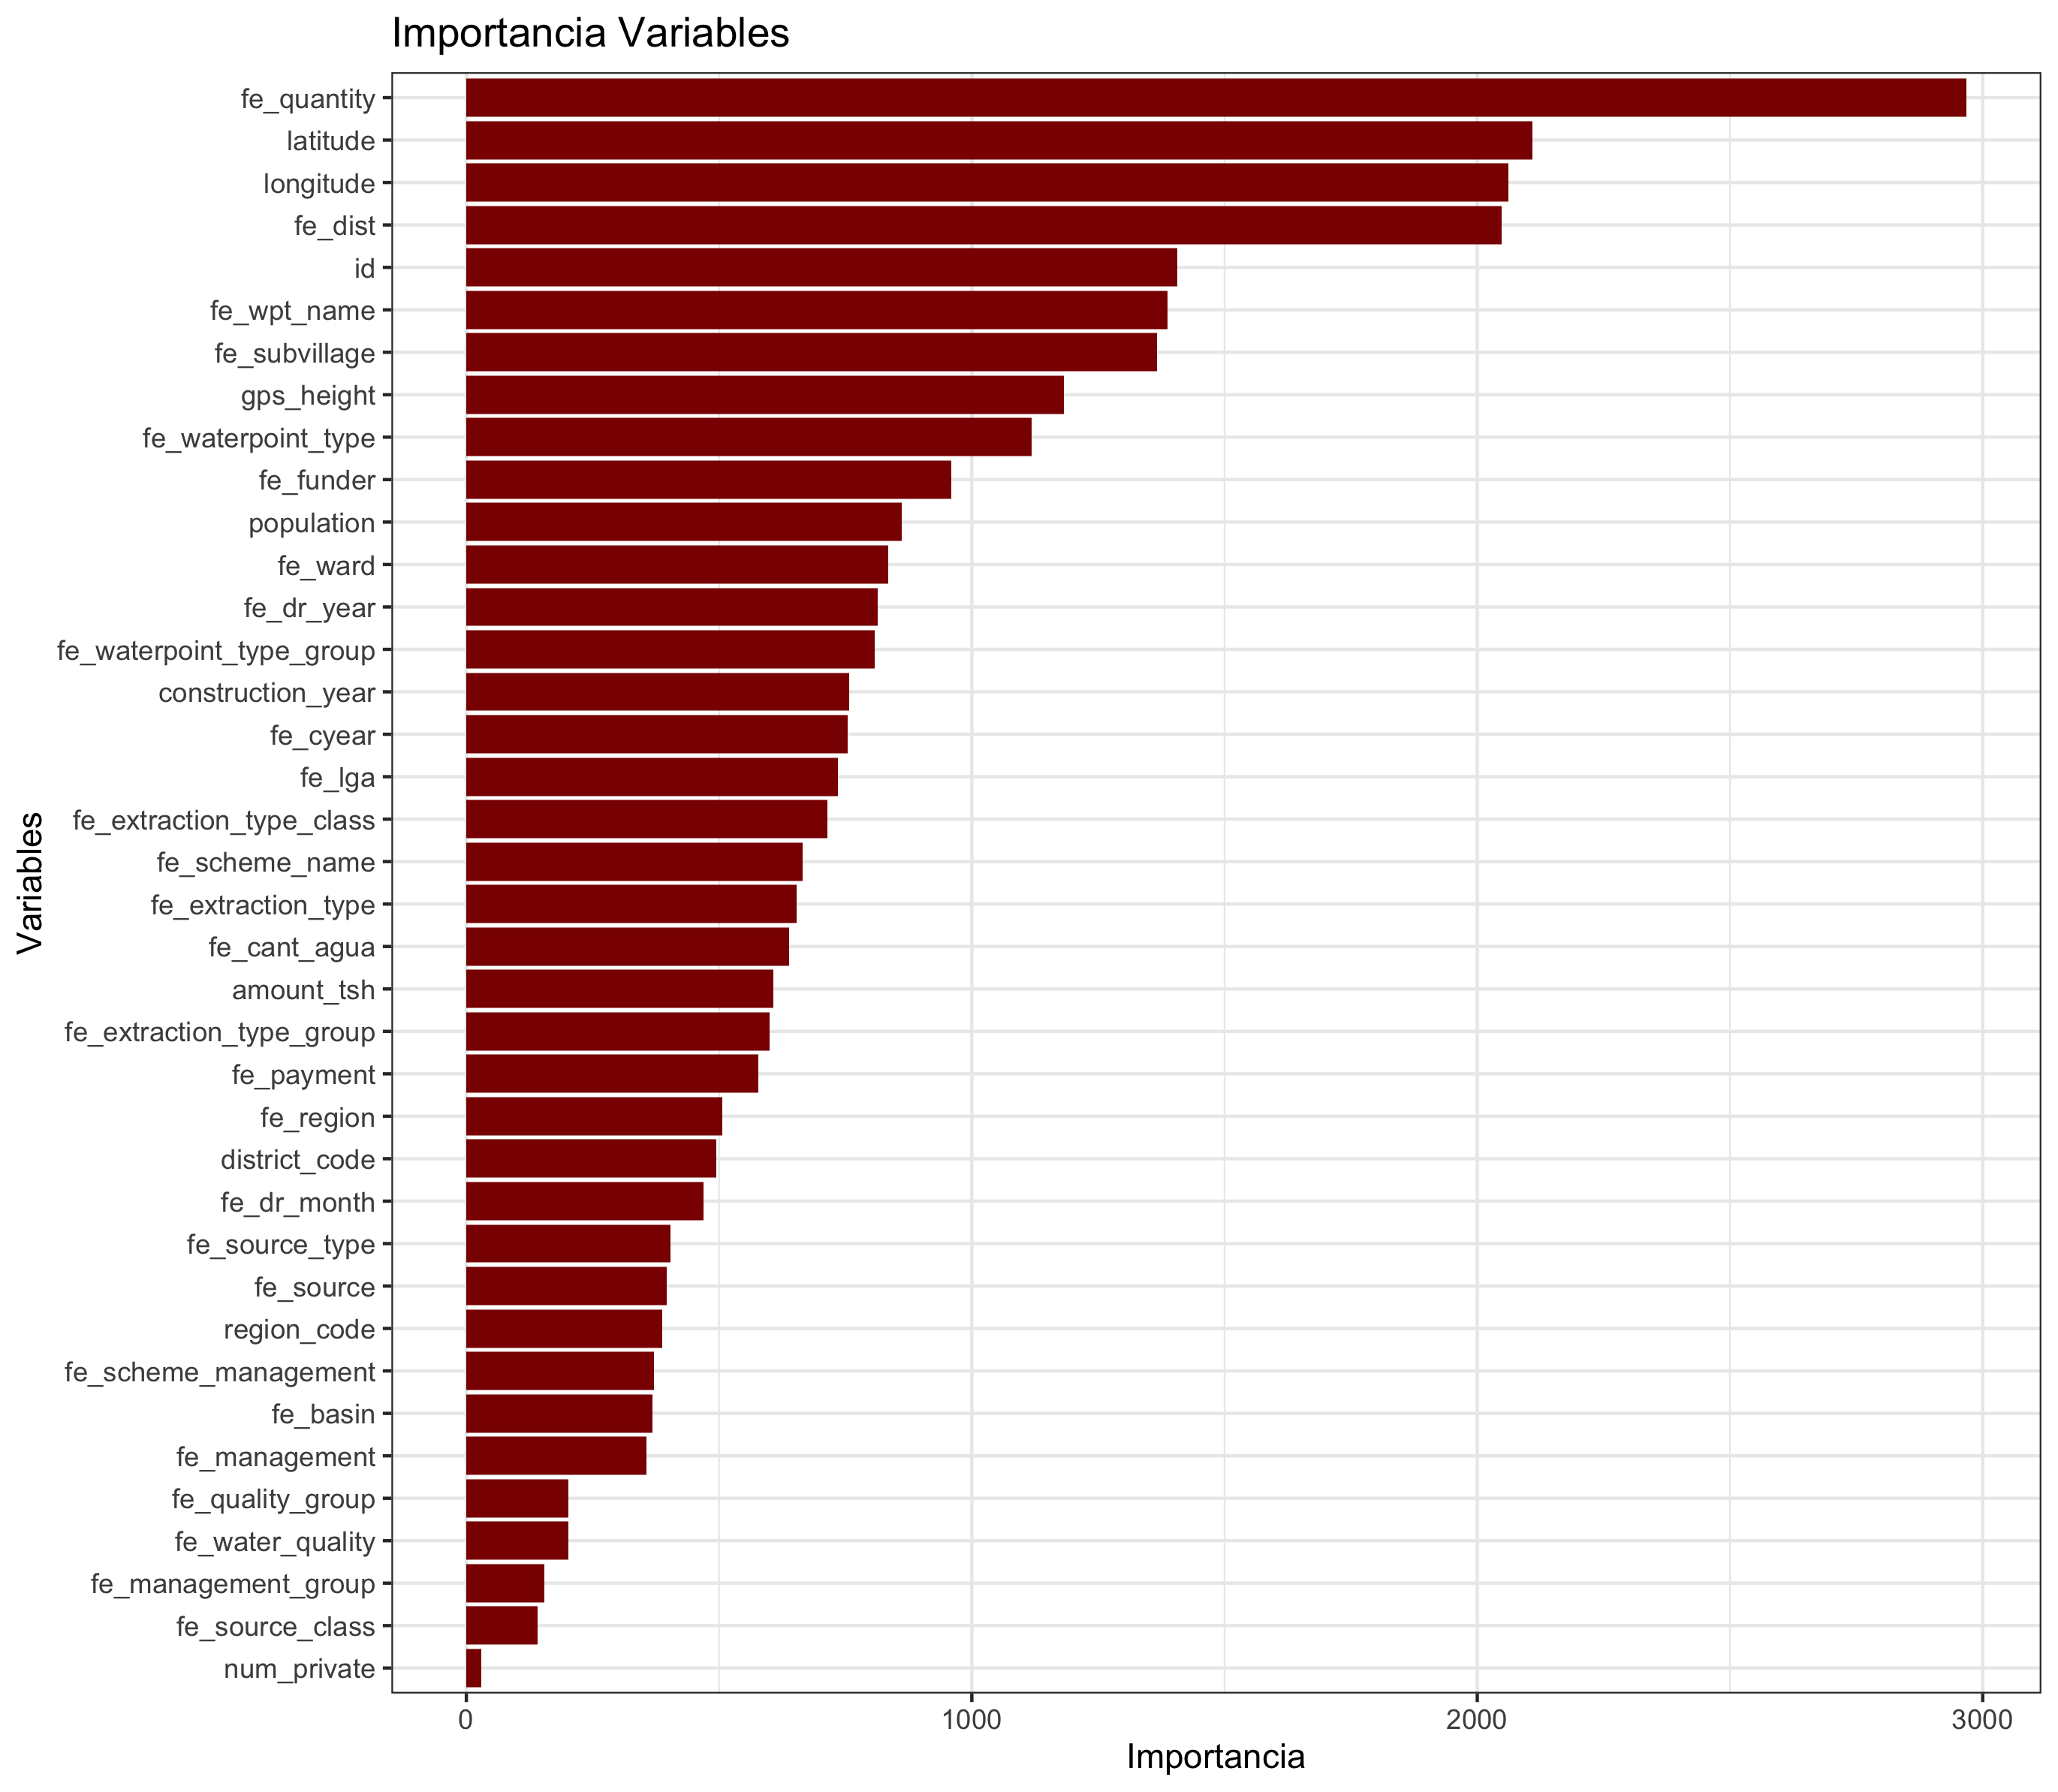 Importancia Variables
fe_quantity
latitude
longitude
fe_dist
id
fe_wpt_name
fe_subvillage
gps_height
fe_waterpoint_type
fe_funder
population
fe_ward
fe_dr_year
fe_waterpoint_type_group
construction_year
fe_cyear
fe_lga
fe_extraction_type_class
fe_scheme_name
fe_extraction_type
fe_cant_agua
amount_tsh
fe_extraction_type_group
fe_payment
fe_region
district_code
fe_dr_month
fe_source_type
fe_source
region_code
fe_scheme_management
fe_basin
fe_management
fe_quality_group
fe_water_quality
fe_management_group
fe_source_class
num_private
Variables
0 1000 2000 3000
Importancia